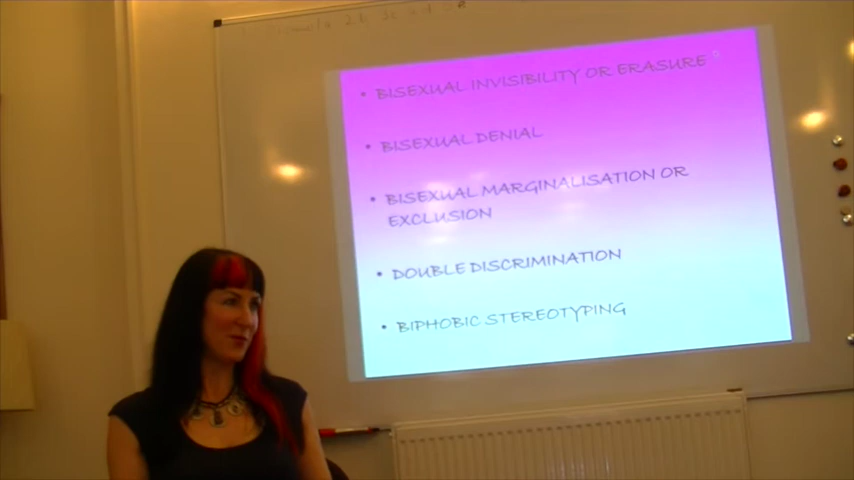 • BISEXUAL INVISIBILITY OR ERASURE
• BISEXUAL DENIAL
• BISEXUAL MARGINALISATION OR
EXCLUSION
• DOUBLE DISCRIMINATION
• BIPHOBIC STEREOTYPING